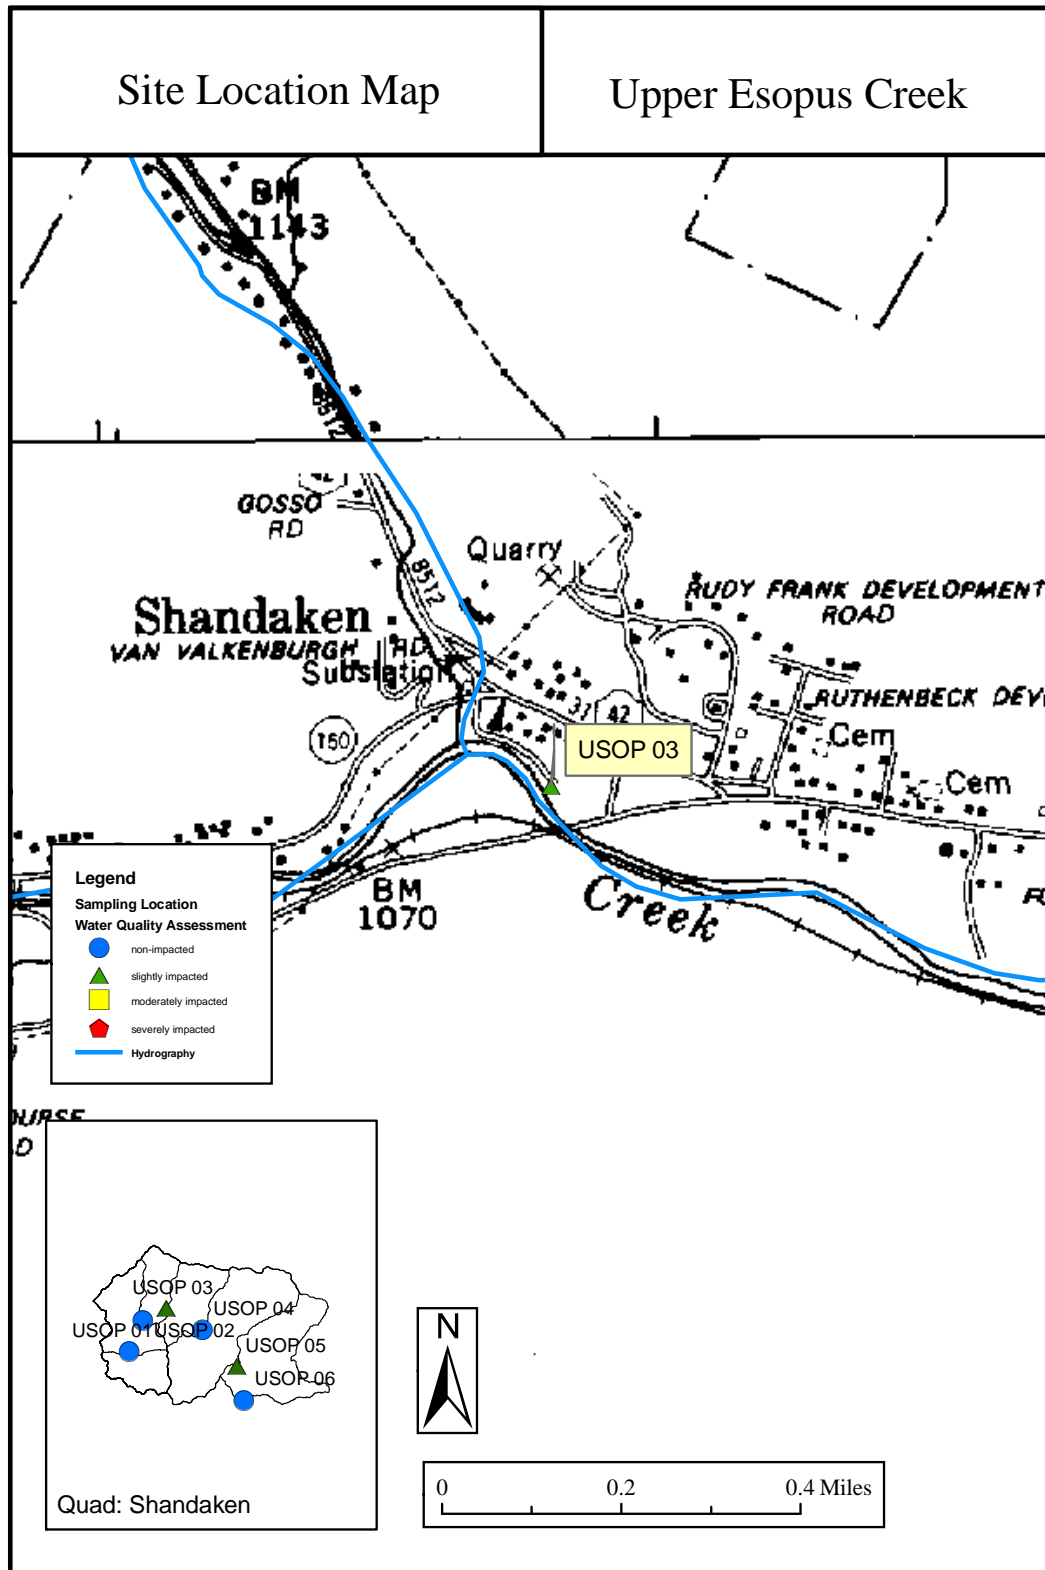 Site Location Map
Upper Esopus Creek
BM
1143
8512
GOSSO
RD
Quarry
8512
RUDY FRANK DEVELOPMENT
ROAD
Shandaken
VAN VALKENBURGH RD
Substation
RUTHENBECK DEV
37
42
150
USOP 03
Cem
Cem
BM
1070
Creek
Legend
Sampling Location
Water Quality Assessment
non-impacted
slightly impacted
moderately impacted
severely impacted
Hydrography
USOP 03
USOP 04
USOP 01
USOP 02
USOP 05
USOP 06
Quad: Shandaken
N
0
0.2
0.4 Miles